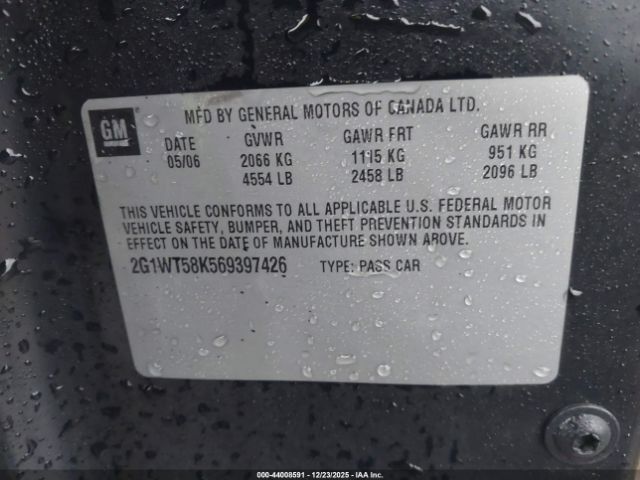 GM
MFD BY GENERAL MOTORS OF CANADA LTD.
DATE GVWR GAWR FRT GAWR RR
05/06 2066 KG 1115 KG 951 KG
4554 LB 2458 LB 2096 LB
THIS VEHICLE CONFORMS TO ALL APPLICABLE U.S. FEDERAL MOTOR
VEHICLE SAFETY, BUMPER, AND THEFT PREVENTION STANDARDS IN
EFFECT ON THE DATE OF MANUFACTURE SHOWN ABOVE.
2G1WT58K569397426 TYPE: PASS CAR
000-44008591 - 12/23/2025 - IAA Inc.